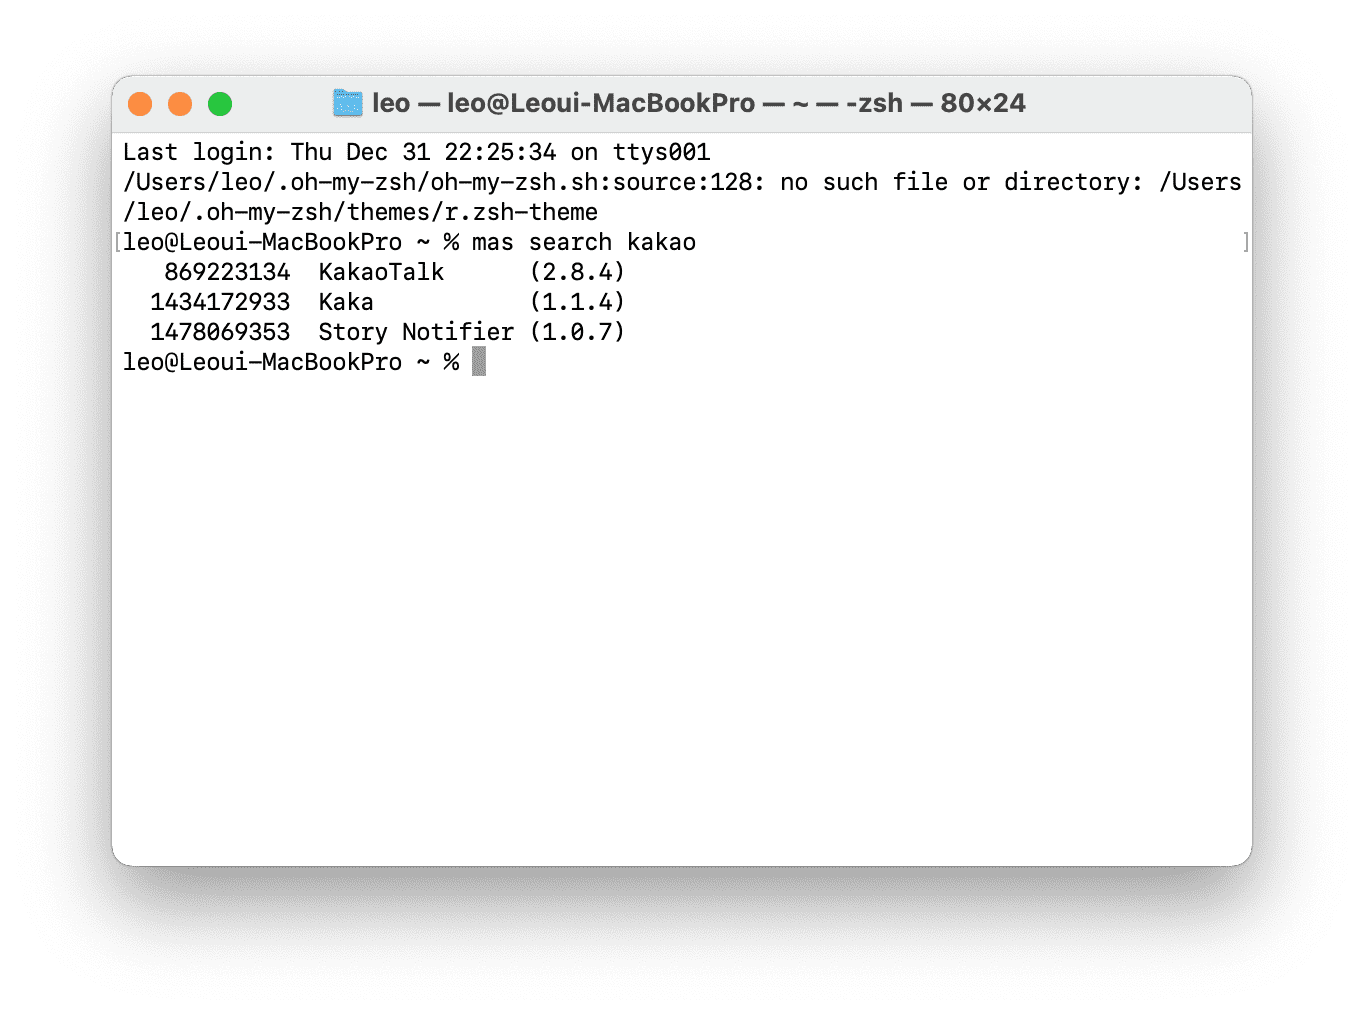 leo — leo@Leoui-MacBookPro — ~ — -zsh — 80×24
Last login: Thu Dec 31 22:25:34 on ttys001
/Users/leo/.oh-my-zsh/oh-my-zsh.sh:source:128: no such file or directory: /Users
/leo/.oh-my-zsh/themes/r.zsh-theme
[leo@Leoui-MacBookPro ~ % mas search kakao ]
   869223134  KakaoTalk      (2.8.4)
  1434172933  Kaka           (1.1.4)
  1478069353  Story Notifier (1.0.7)
leo@Leoui-MacBookPro ~ %